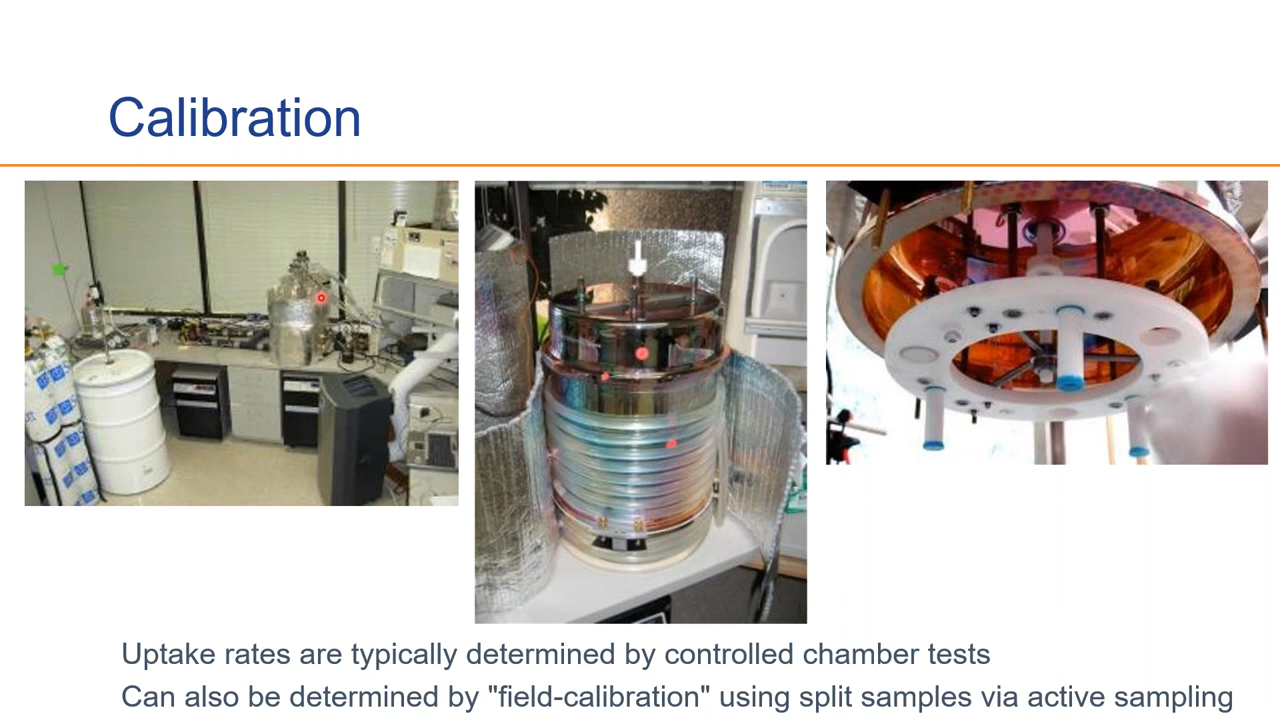 Calibration
Uptake rates are typically determined by controlled chamber tests
Can also be determined by "field-calibration" using split samples via active sampling